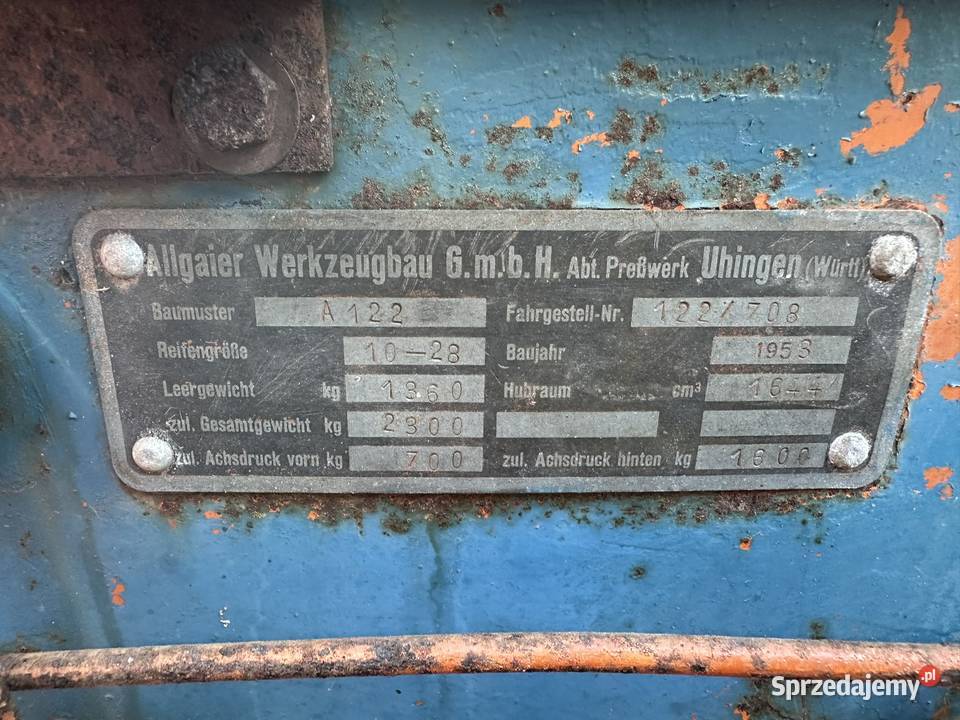 Allgaier Werkzeugbau G.m.b.H. Abt. Preßwerk Uhingen (Württ)
Baumuster A 122 Fahrgestell-Nr. 122/708
Reifengröße 10–28 Baujahr 1953
Leergewicht kg 1360 Hubraum cm³
zul. Gesamtgewicht kg 2300
zul. Achsdruck vorn kg 700 zul. Achsdruck hinten kg 1600
Sprzedajemy.pl